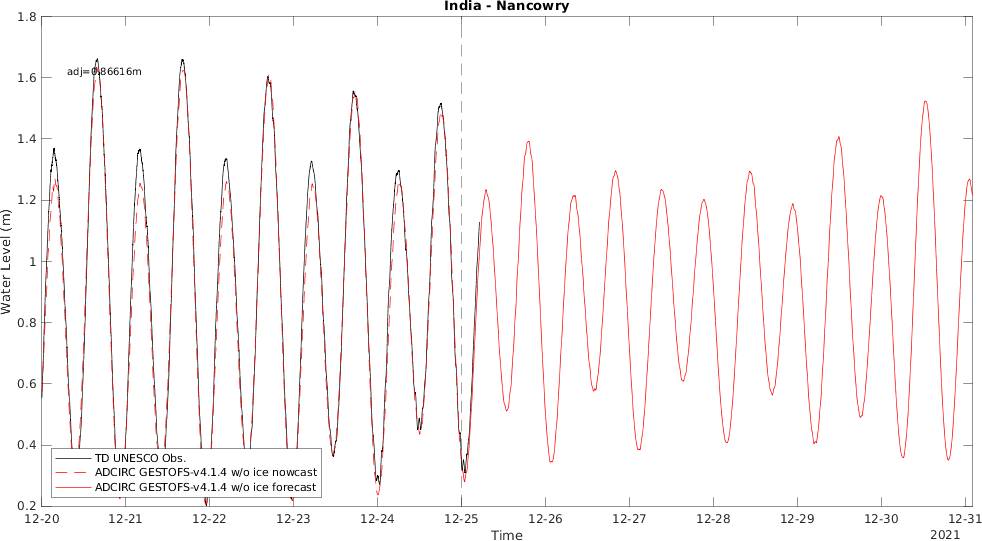 India - Nancowry
adj=0.86616m
1.8
1.6
1.4
1.2
1
0.8
0.6
0.4
0.2
Water Level (m)
TD UNESCO Obs.
ADCIRC GESTOFS-v4.1.4 w/o ice nowcast
ADCIRC GESTOFS-v4.1.4 w/o ice forecast
12-20 12-21 12-22 12-23 12-24 12-25 12-26 12-27 12-28 12-29 12-30 12-31
Time
2021